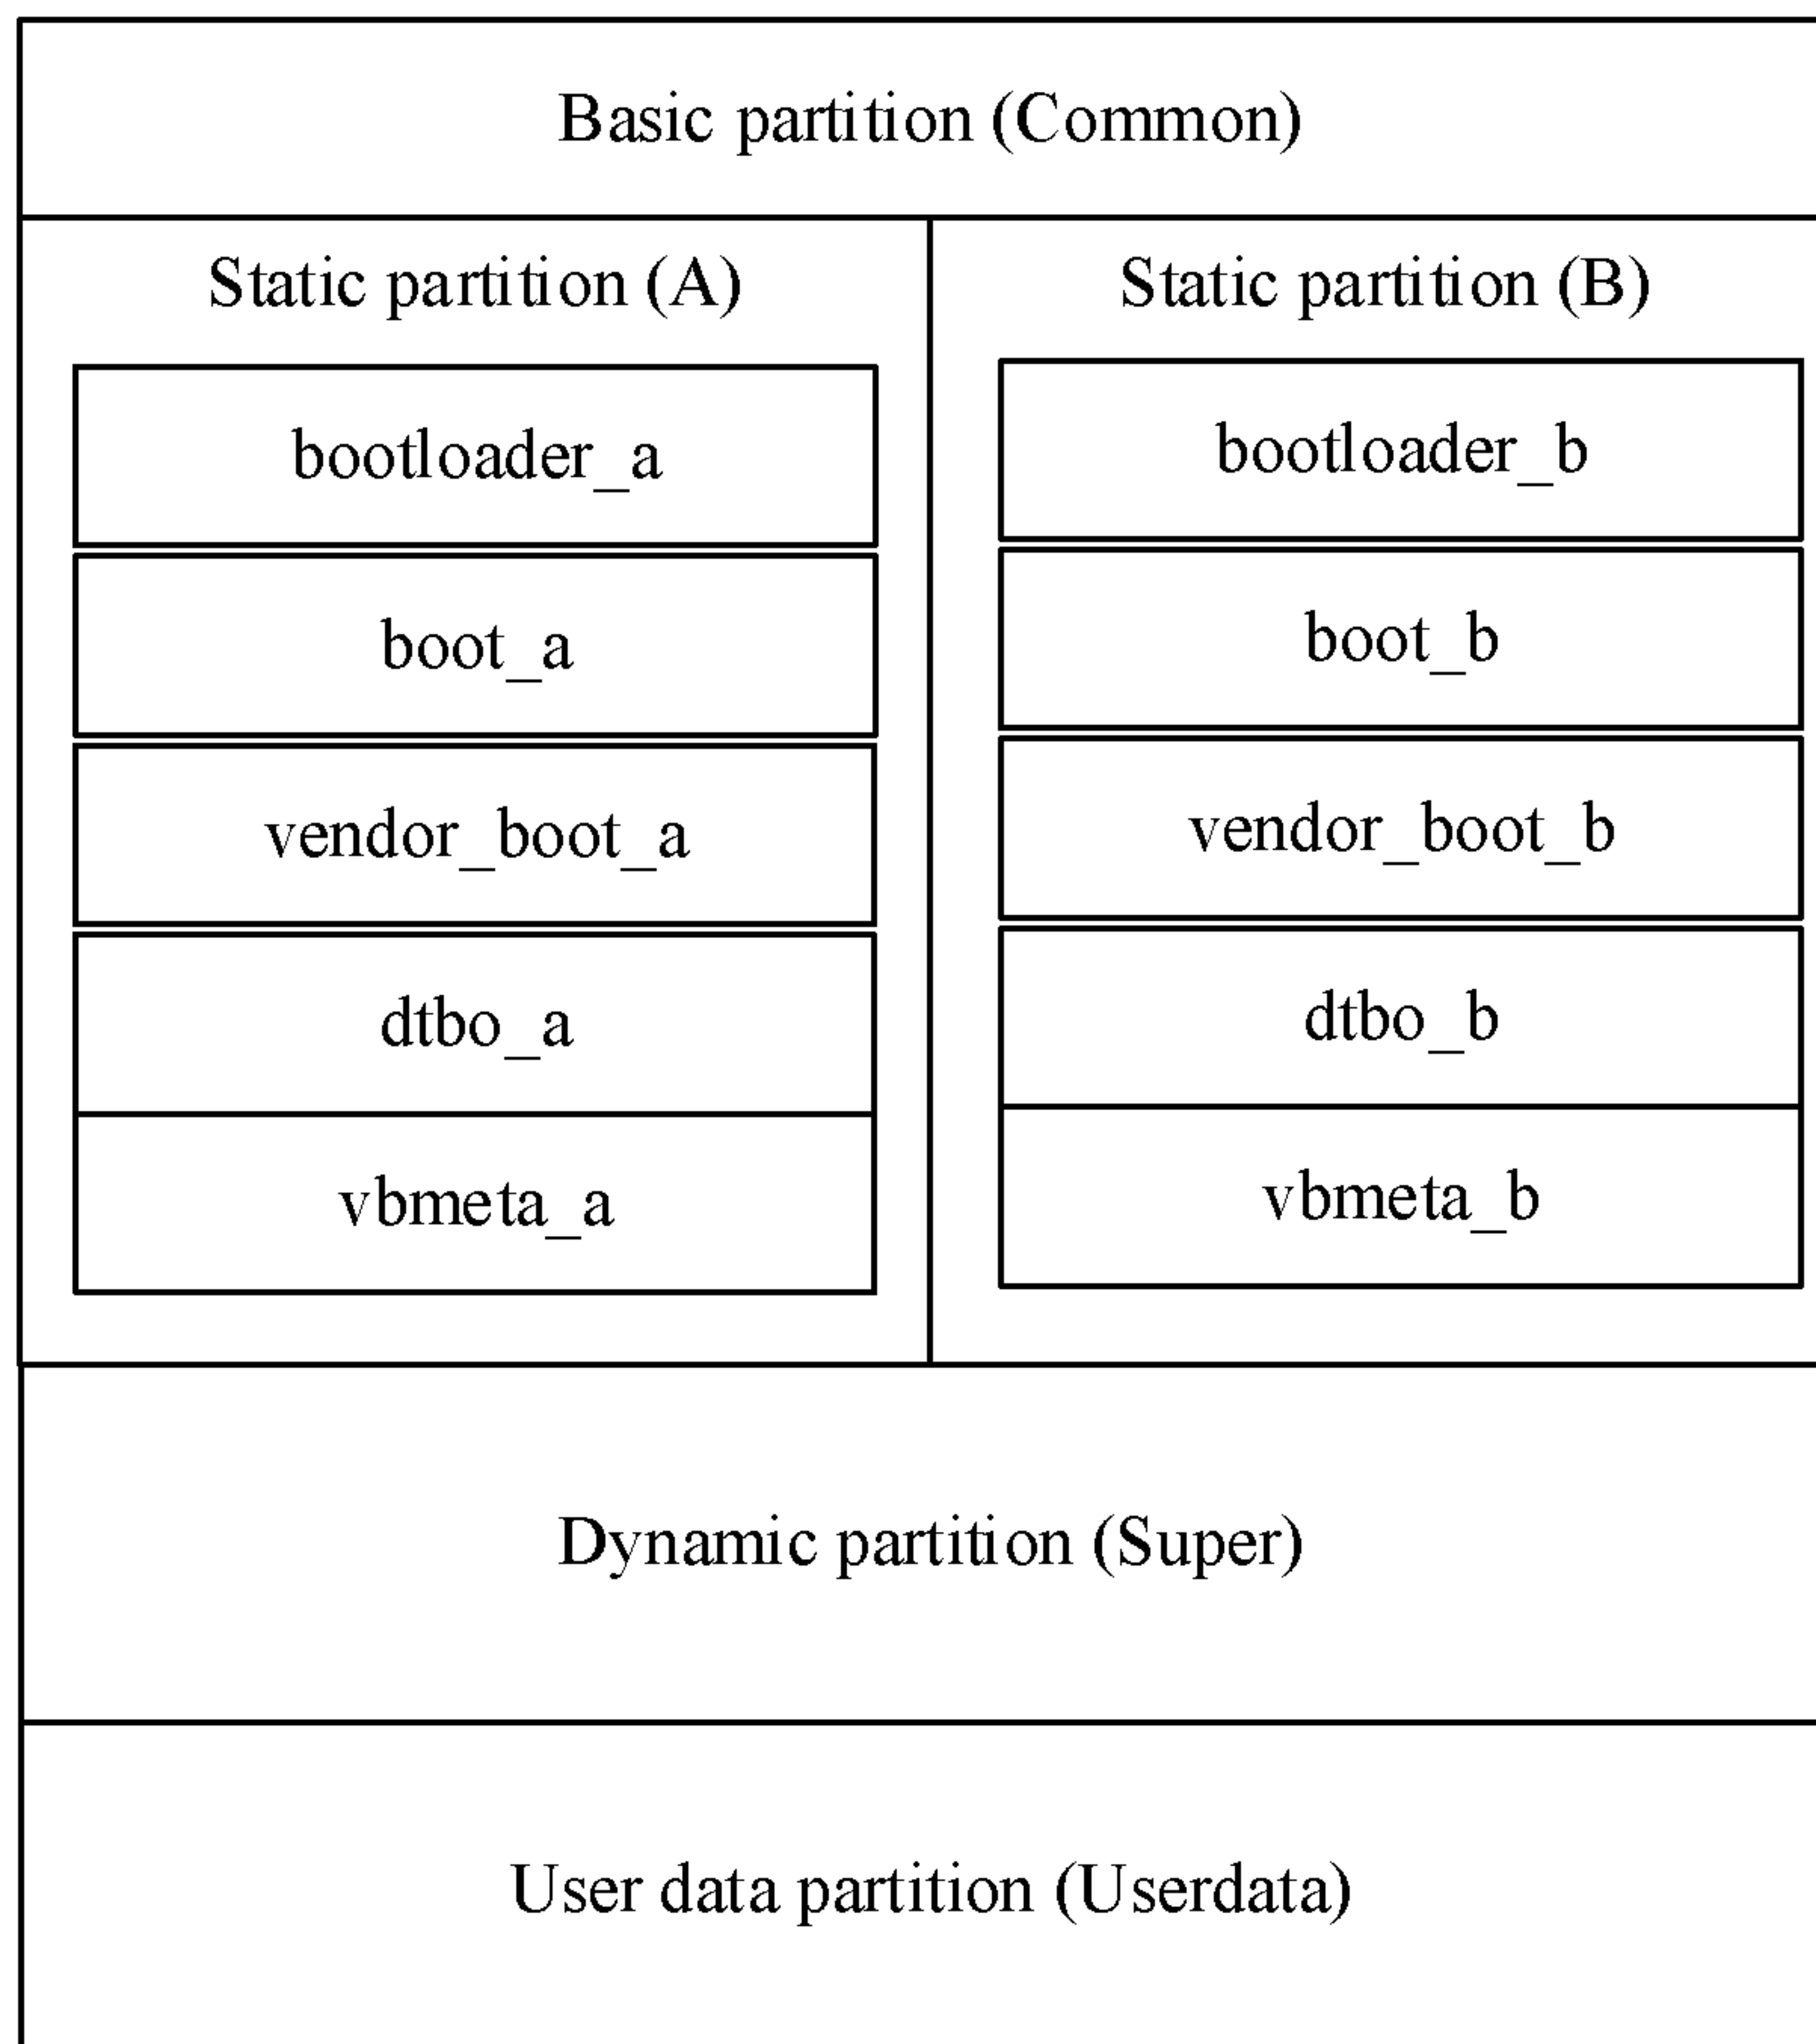 Basic partition (Common)
Static partition (A)
bootloader_a
boot_a
vendor_boot_a
dtbo_a
vbmeta_a
Static partition (B)
bootloader_b
boot_b
vendor_boot_b
dtbo_b
vbmeta_b
Dynamic partition (Super)
User data partition (Userdata)